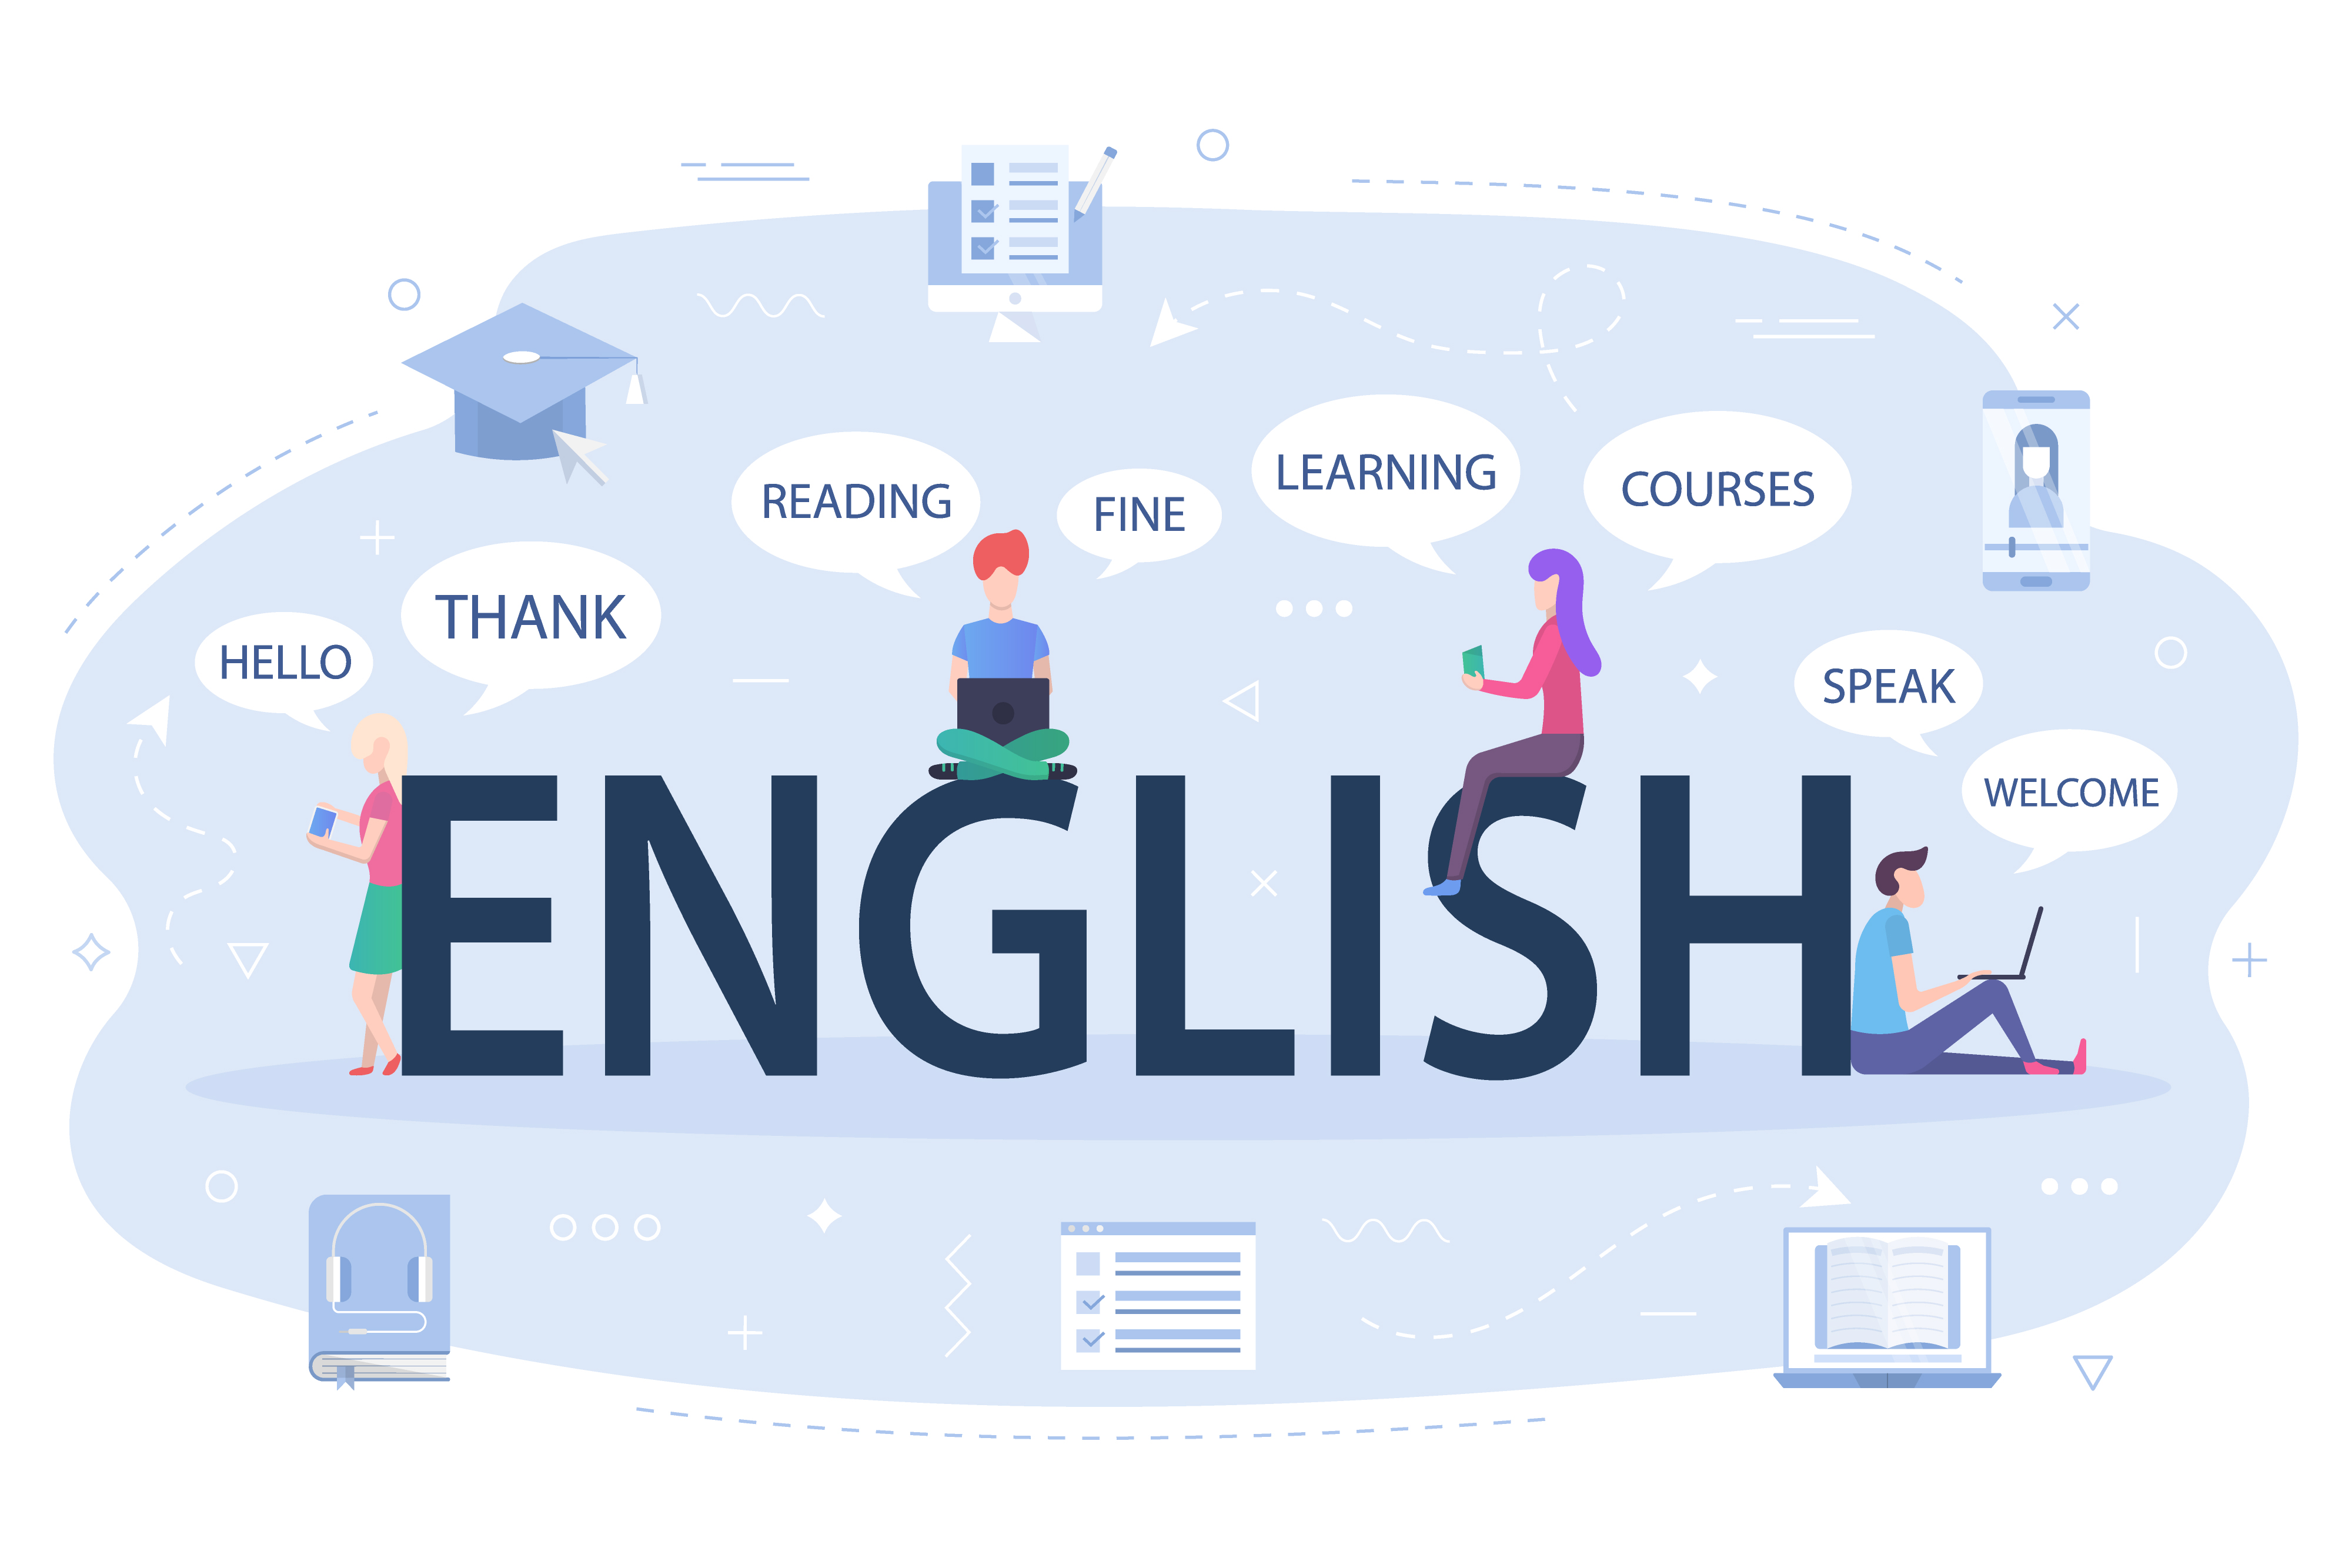 LEARNING
COURSES
READING
FINE
THANK
HELLO
SPEAK
WELCOME
ENGLISH